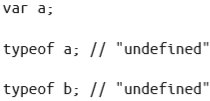 var a;
typeof a; // "undefined"
typeof b; // "undefined"